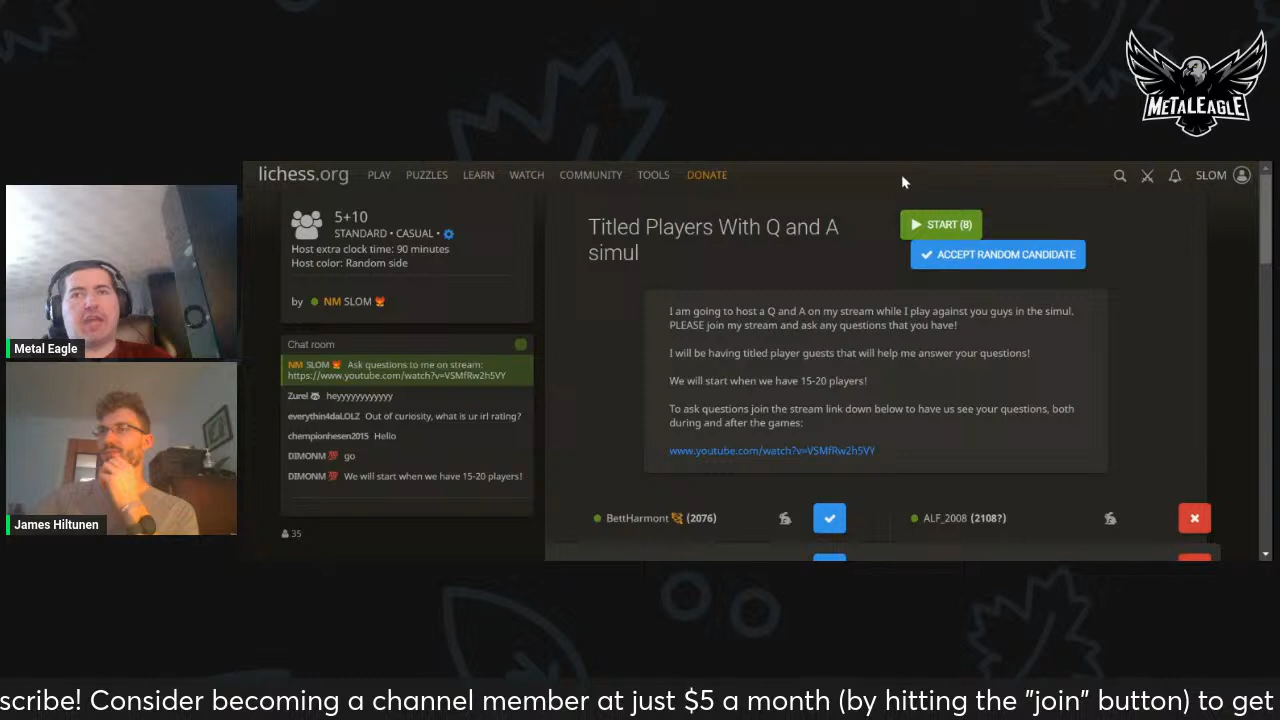 METALEAGLE
lichess.org PLAY PUZZLES LEARN WATCH COMMUNITY TOOLS DONATE SLOM
5+10
STANDARD • CASUAL •
Host extra clock time: 90 minutes
Host color: Random side
by NM SLOM
Chat room
NM SLOM Ask questions to me on stream:
https://www.youtube.com/watch?v=VSMfRw2h5VY
Zurel heyyyyyyyyyyy
everythin4daLOLZ Out of curiosity, what is ur irl rating?
chempionhesen2015 Hello
DIMONM 100 go
DIMONM 100 We will start when we have 15-20 players!
35
Titled Players With Q and A
simul
START (8)
ACCEPT RANDOM CANDIDATE
I am going to host a Q and A on my stream while I play against you guys in the simul.
PLEASE join my stream and ask any questions that you have!
I will be having titled player guests that will help me answer your questions!
We will start when we have 15-20 players!
To ask questions join the stream link down below to have us see your questions, both
during and after the games:
www.youtube.com/watch?v=VSMfRw2h5VY
BettHarmont (2076)
ALF_2008 (2108?)
Metal Eagle
James Hiltunen
scribe! Consider becoming a channel member at just $5 a month (by hitting the "join" button) to get